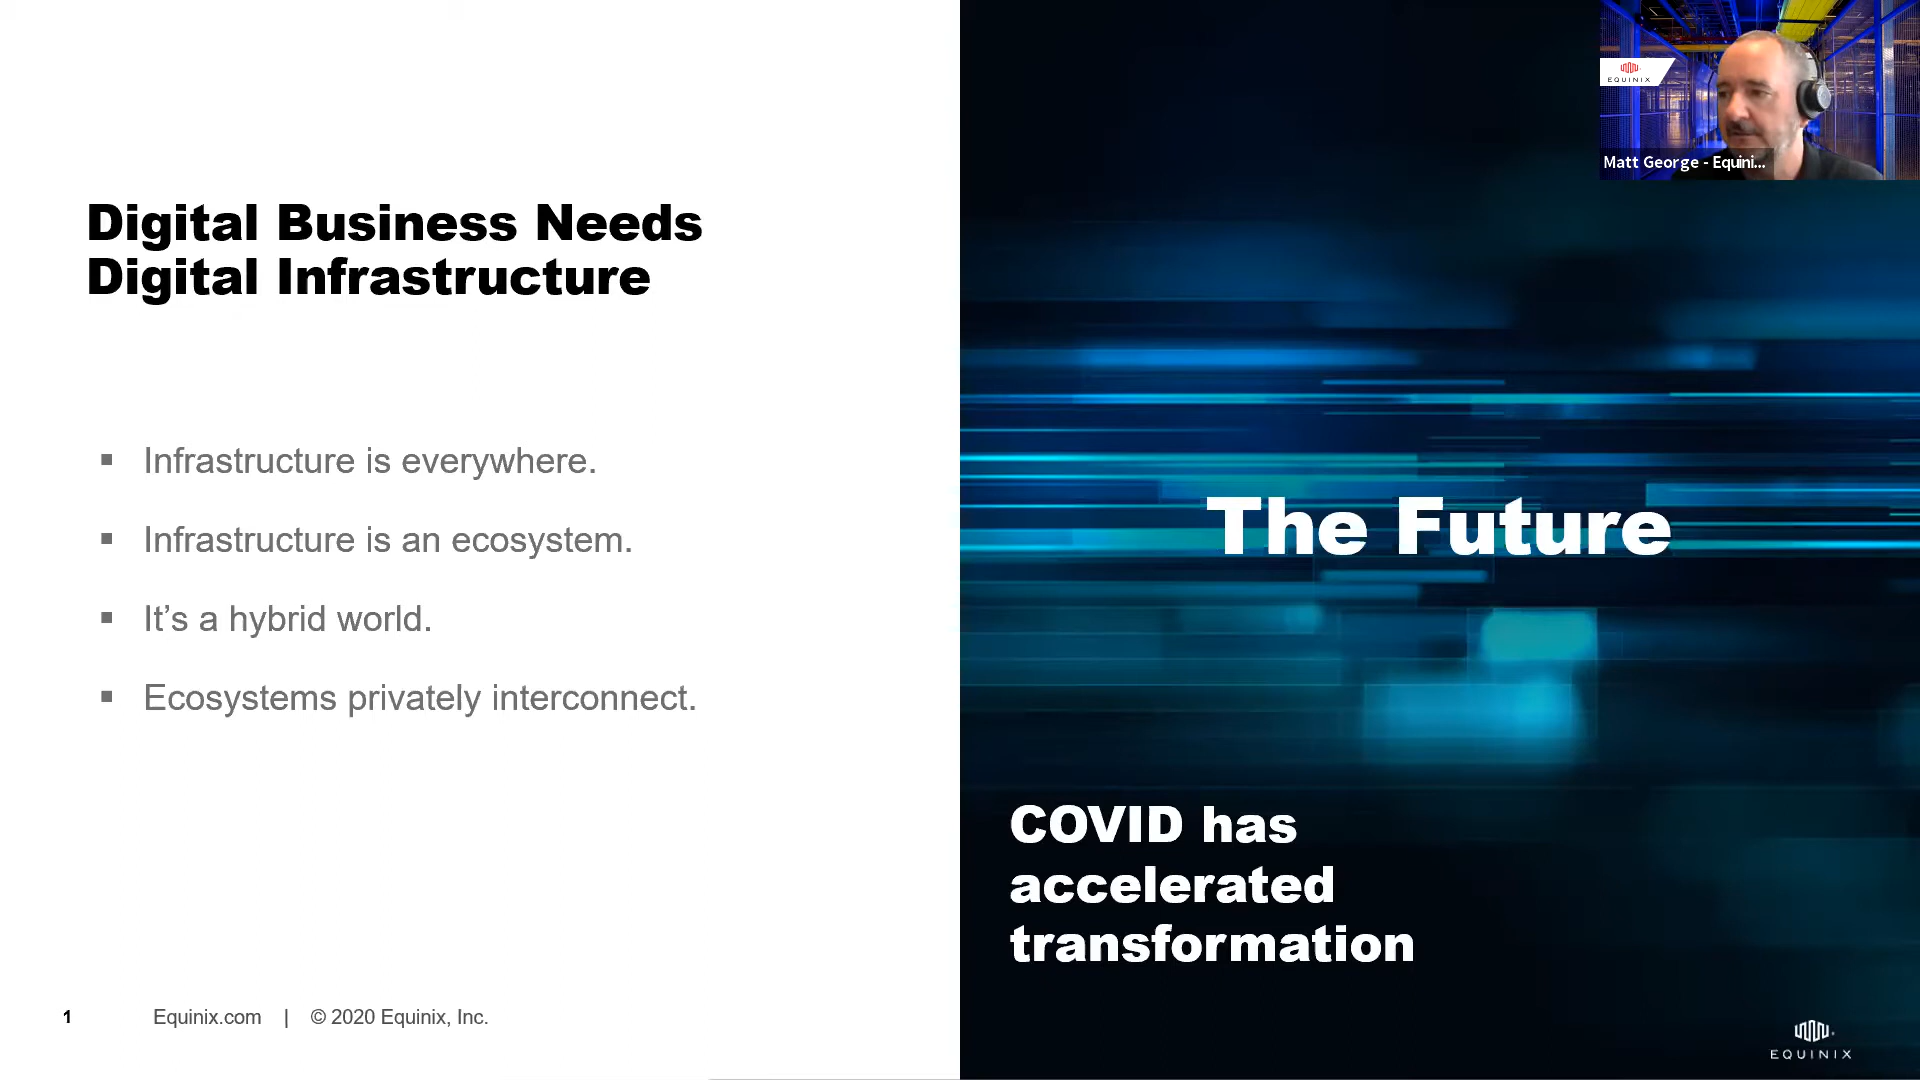 Digital Business Needs
Digital Infrastructure
▪ Infrastructure is everywhere.
▪ Infrastructure is an ecosystem.
▪ It’s a hybrid world.
▪ Ecosystems privately interconnect.
1 Equinix.com | © 2020 Equinix, Inc.
EQUINIX
Matt George - Equini...
The Future
COVID has
accelerated
transformation
EQUINIX